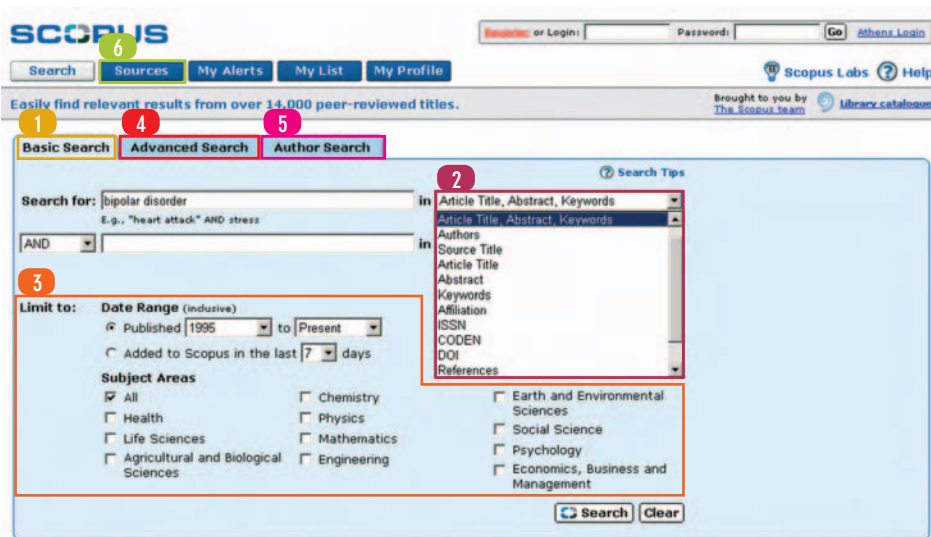 SCOPUS
Register or Login: Password: Go Athens Login
6
Search Sources My Alerts My List My Profile
Scopus Labs ? Help
Easily find relevant results from over 14,000 peer-reviewed titles.
Brought to you by
The Scopus team
Library catalogue
1 4 5
Basic Search Advanced Search Author Search
? Search Tips
2
Search for: bipolar disorder in Article Title, Abstract, Keywords
E.g., "heart attack" AND stress
AND in
Article Title, Abstract, Keywords
Authors
Source Title
Article Title
Abstract
Keywords
Affiliation
ISSN
CODEN
DOI
References
3
Limit to: Date Range (inclusive)
Published 1995 to Present
Added to Scopus in the last 7 days
Subject Areas
All
Health
Life Sciences
Agricultural and Biological
Sciences
Chemistry
Physics
Mathematics
Engineering
Earth and Environmental
Sciences
Social Science
Psychology
Economics, Business and
Management
Search Clear